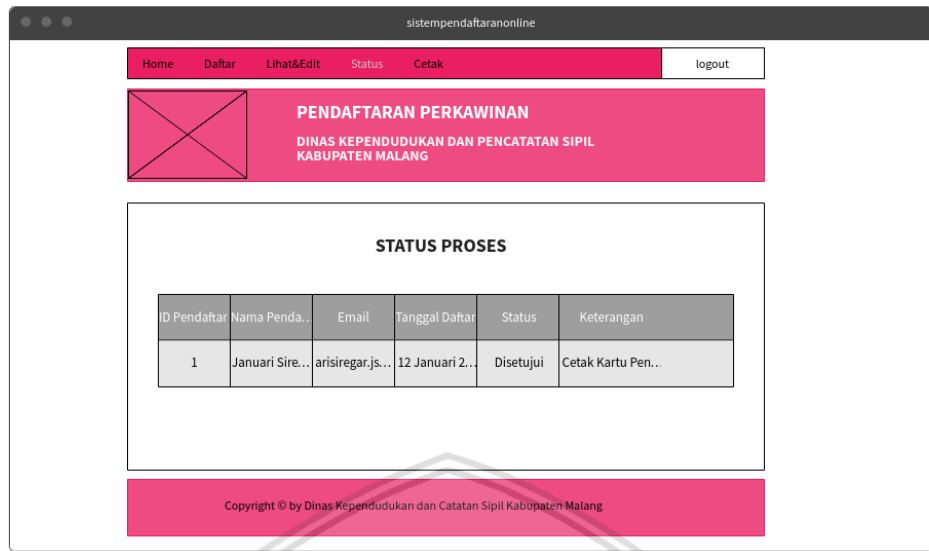 sistempendaftaranonline
Home Daftar Lihat&Edit Status Cetak logout
PENDAFTARAN PERKAWINAN
DINAS KEPENDUDUKAN DAN PENCATATAN SIPIL
KABUPATEN MALANG
STATUS PROSES
ID Pendaftar Nama Penda... Email Tanggal Daftar Status Keterangan
1 Januari Sire... arisiregar.js... 12 Januari 2... Disetujui Cetak Kartu Pen...
Copyright © by Dinas Kependudukan dan Catatan Sipil Kabupaten Malang